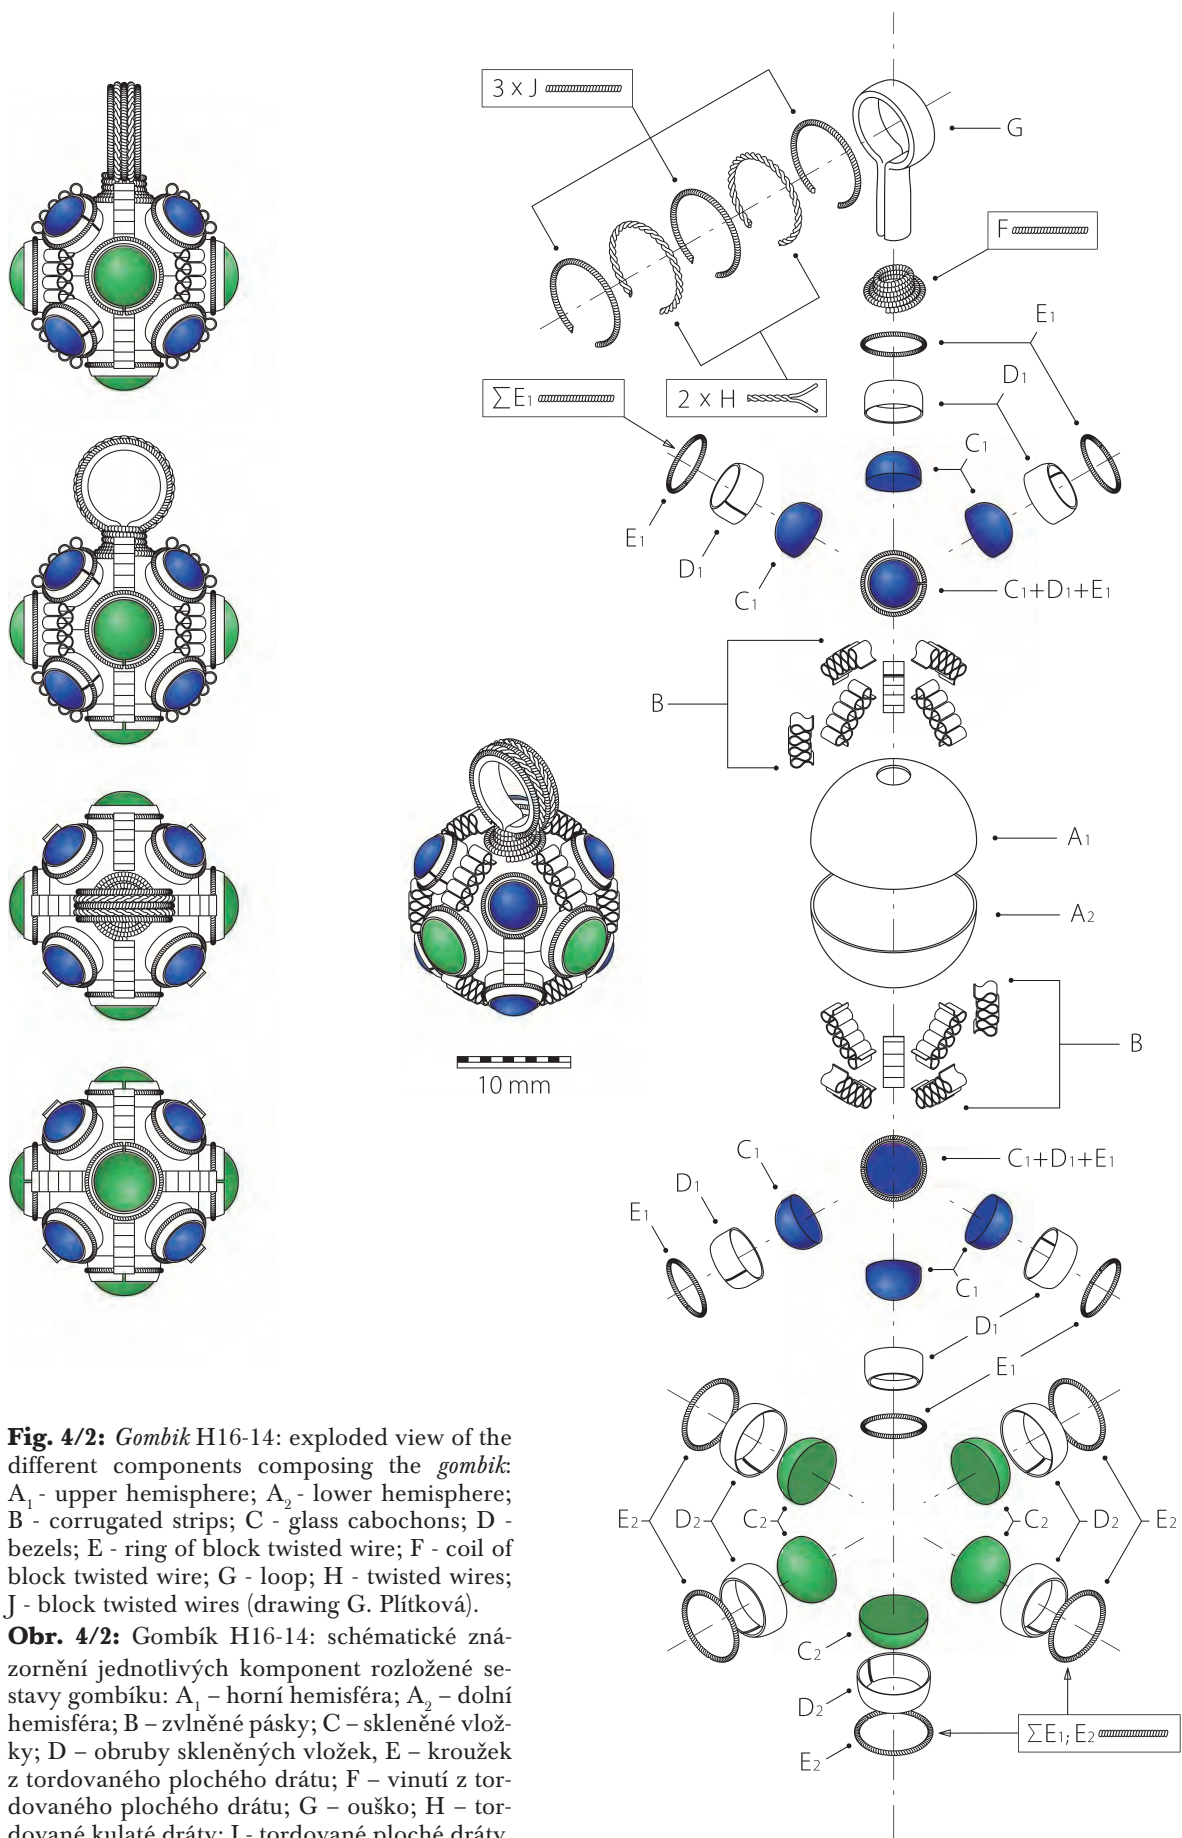 3 x J
G
F
E1
D1
ΣE1
2 x H
C1
E1
D1
C1
C1+D1+E1
B
A1
A2
B
10 mm
C1
C1+D1+E1
D1
E1
C1
D1
E1
E2
D2
C2
C2
D2
E2
C2
D2
E2
ΣE1; E2
Fig. 4/2: Gombik H16-14: exploded view of the
different components composing the gombik:
A1 - upper hemisphere; A2 - lower hemisphere;
B - corrugated strips; C - glass cabochons; D -
bezels; E - ring of block twisted wire; F - coil of
block twisted wire; G - loop; H - twisted wires;
J - block twisted wires (drawing G. Plítková).
Obr. 4/2: Gombík H16-14: schématické zná-
zornění jednotlivých komponent rozložené se-
stavy gombíku: A1 – horní hemisféra; A2 – dolní
hemisféra; B – zvlněné pásky; C – skleněné vlož-
ky; D – obruby skleněných vložek, E – kroužek
z tordovaného plochého drátu; F – vinutí z tor-
dovaného plochého drátu; G – ouško; H – tor-
dované kulaté dráty; J - tordované ploché dráty